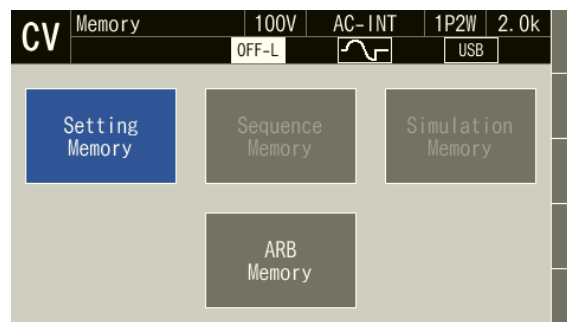 CV Memory 100V AC-INT 1P2W 2.0k
OFF-L USB
Setting Sequence Simulation
Memory Memory Memory
ARB
Memory